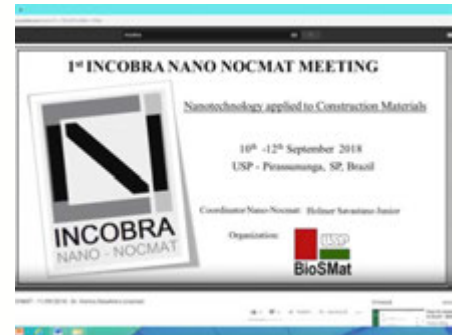 1st INCOBRA NANO NOCMAT MEETING
Nanotechnology applied to Construction Materials
10th -12th September 2018
USP - Pirassununga, SP, Brazil
Coordinator Nano-Nocmat: Holmer Savastano Junior
Organization:
USP
BioSMat
INCOBRA
NANO - NOCMAT